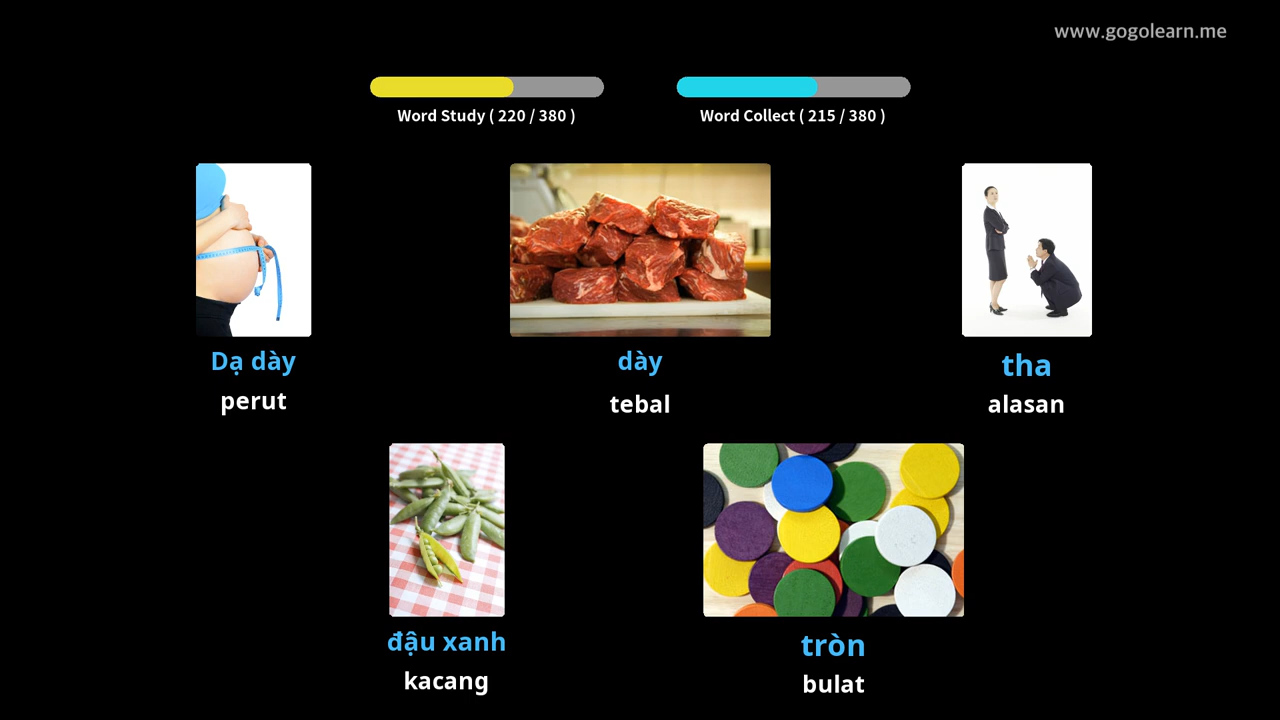 www.gogolearn.me
Word Study ( 220 / 380 )
Word Collect ( 215 / 380 )
Dạ dày
perut
dày
tebal
tha
alasan
đậu xanh
kacang
tròn
bulat